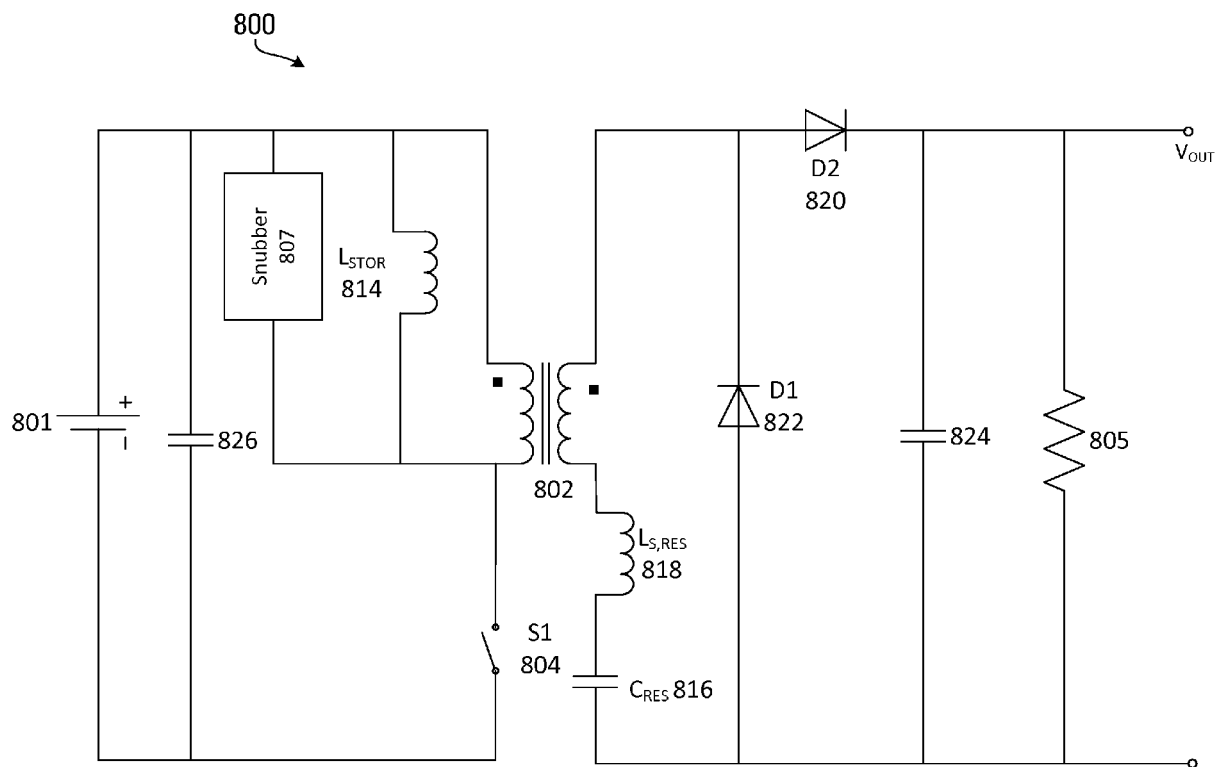 800
V_OUT
D2
820
Snubber
807
L_STOR
814
D1
822
801
+
–
826
824
805
802
L_S,RES
818
S1
804
C_RES 816